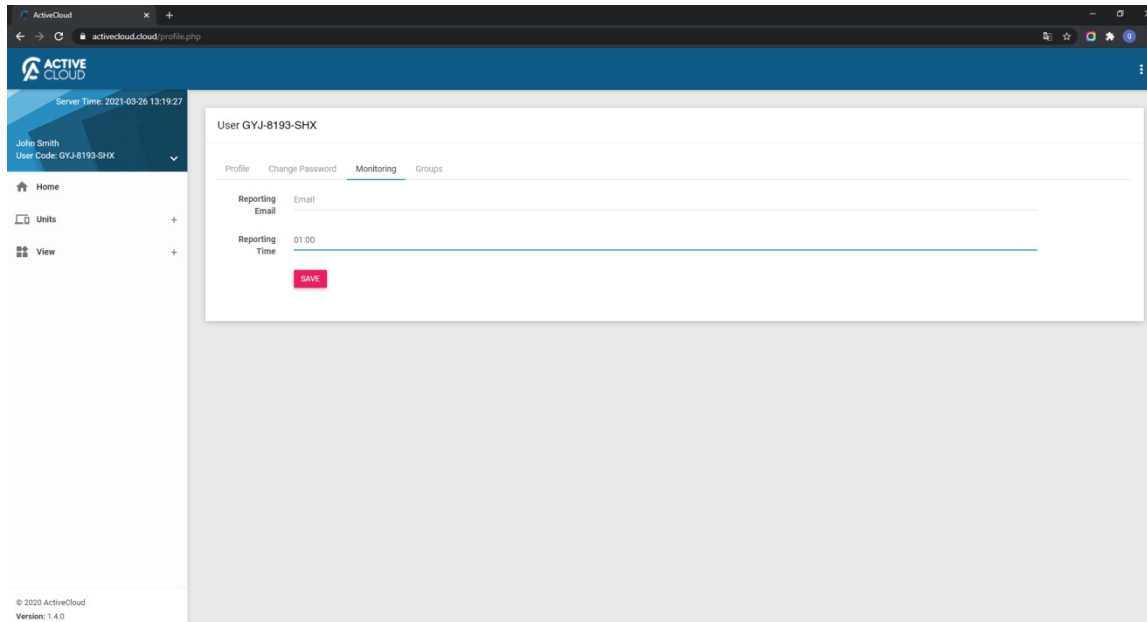 ActiveCloud
activecloud.cloud/profile.php
9
ACTIVE
CLOUD
Server Time: 2021-03-26 13:19:27
John Smith
User Code: GYJ-8193-SHX
Home
Units +
View +
© 2020 ActiveCloud
Version: 1.4.0
User GYJ-8193-SHX
Profile Change Password Monitoring Groups
Reporting Email
Email
Reporting Time
01:00
SAVE